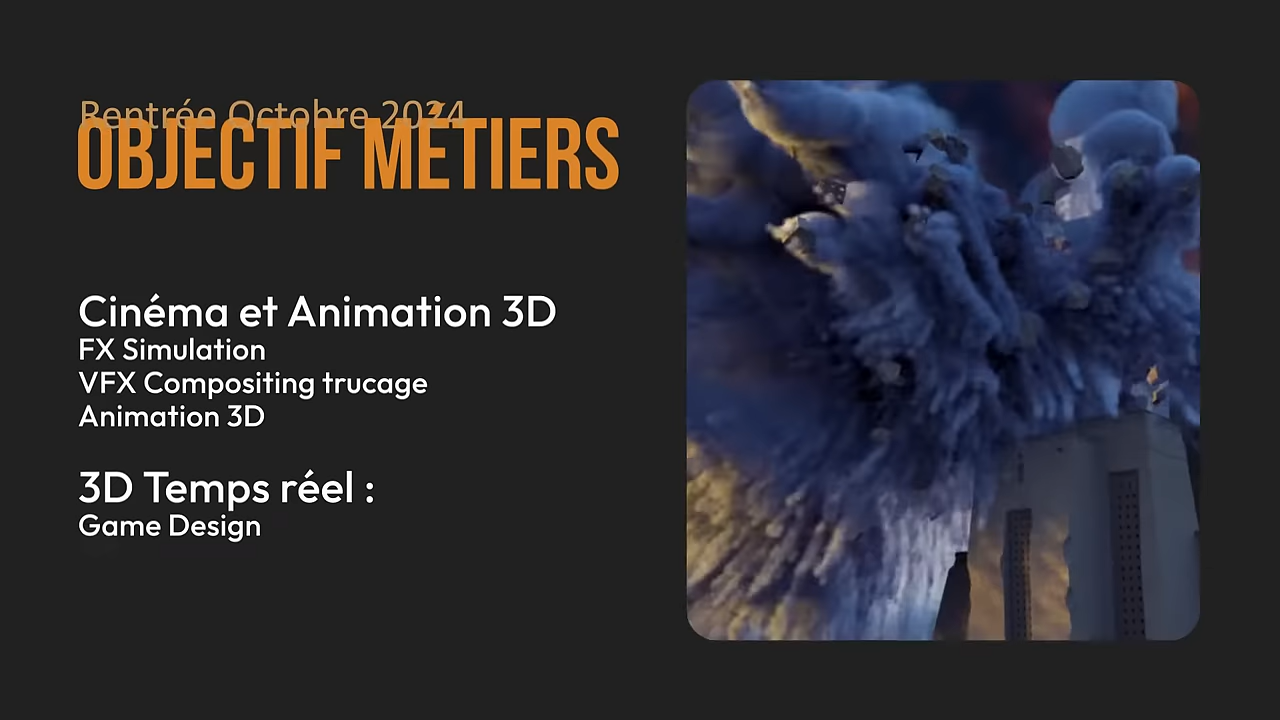 Rentrée Octobre 2024
OBJECTIF MÉTIERS
Cinéma et Animation 3D
FX Simulation
VFX Compositing trucage
Animation 3D
3D Temps réel :
Game Design